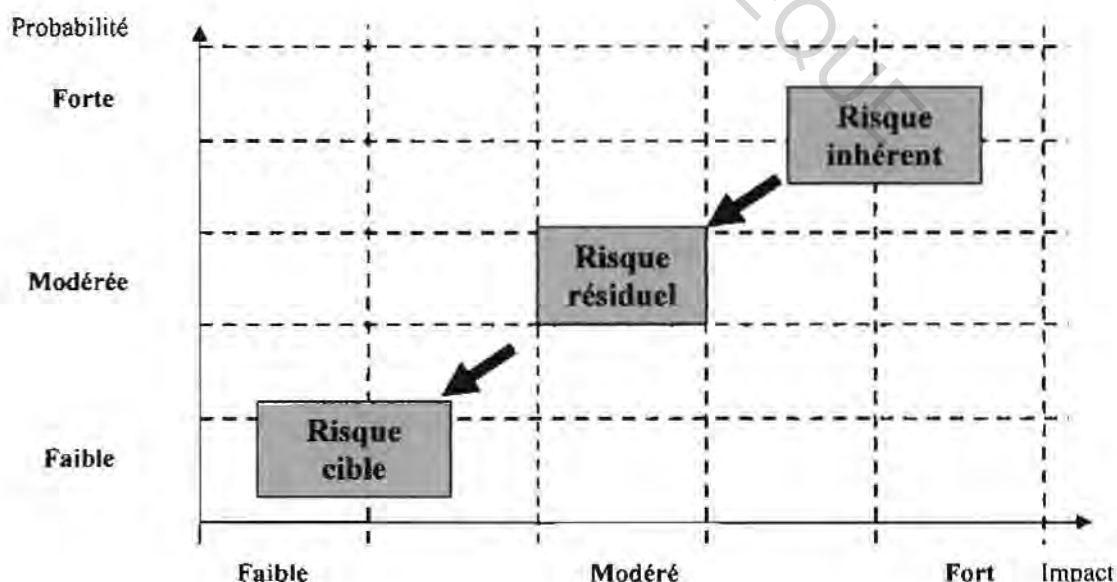 Probabilité
Forte
Risque
inhérent
Risque
résiduel
Modérée
Risque
cible
Faible
Faible
Modéré
Fort
Impact